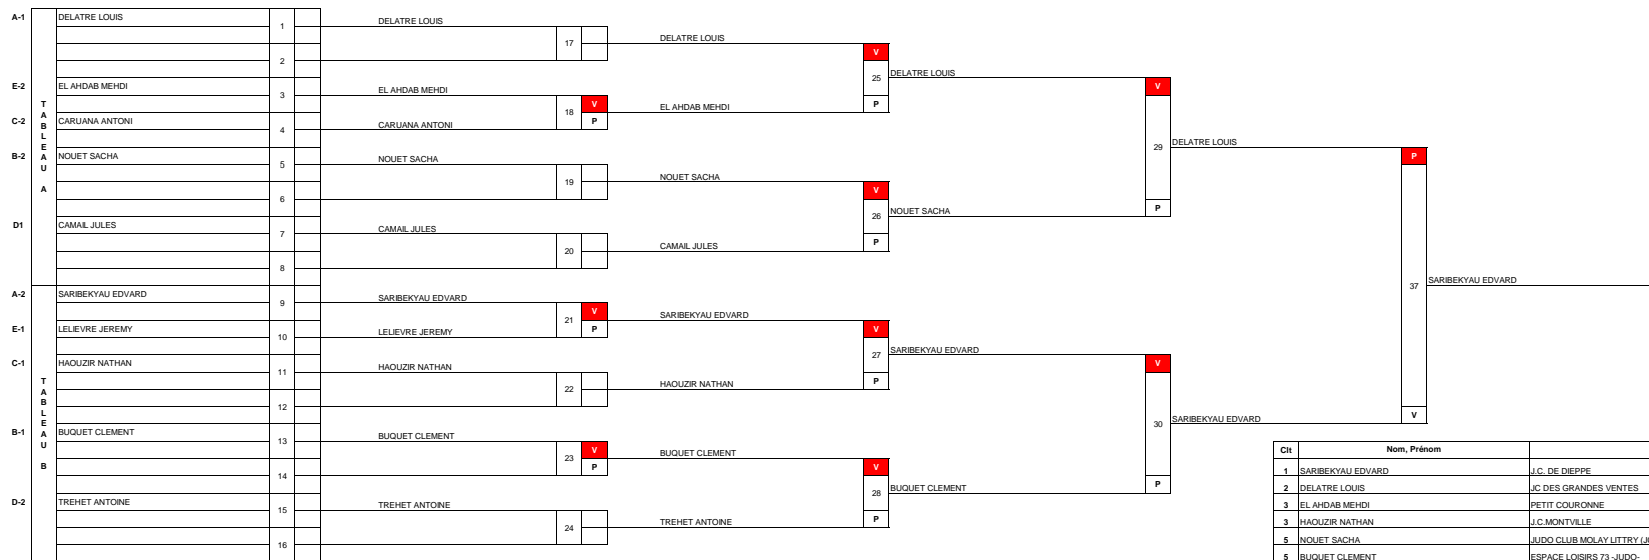 A-1 DELATRE LOUIS 1 DELATRE LOUIS
17 DELATRE LOUIS
V
2
25 DELATRE LOUIS
E-2 EL AHDAB MEHDI 3 EL AHDAB MEHDI V
18 V EL AHDAB MEHDI P
C-2 CARUANA ANTONI 4 CARUANA ANTONI P
29 DELATRE LOUIS
B-2 NOUET SACHA 5 NOUET SACHA P
19 NOUET SACHA
V
6
26 NOUET SACHA P
D1 CAMAIL JULES 7 CAMAIL JULES
20 CAMAIL JULES P
8
TABLEAU A
37 SARIBEKYAU EDVARD
A-2 SARIBEKYAU EDVARD 9 SARIBEKYAU EDVARD V
21 P SARIBEKYAU EDVARD
E-1 LELIEVRE JEREMY 10 LELIEVRE JEREMY V
27 SARIBEKYAU EDVARD
C-1 HAOUZIR NATHAN 11 HAOUZIR NATHAN V
22 HAOUZIR NATHAN P
12
V
30 SARIBEKYAU EDVARD
B-1 BUQUET CLEMENT 13 BUQUET CLEMENT V
23 P BUQUET CLEMENT
V
14
28 BUQUET CLEMENT P
D-2 TREHET ANTOINE 15 TREHET ANTOINE
24 TREHET ANTOINE P
16
TABLEAU B
Clt Nom, Prénom
1 SARIBEKYAU EDVARD J.C. DE DIEPPE
2 DELATRE LOUIS JC DES GRANDES VENTES
3 EL AHDAB MEHDI PETIT COURONNE
3 HAOUZIR NATHAN J.C.MONTVILLE
5 NOUET SACHA JUDO CLUB MOLAY LITTRY
5 BUQUET CLEMENT ESPACE LOISIRS 73 -JUDO-